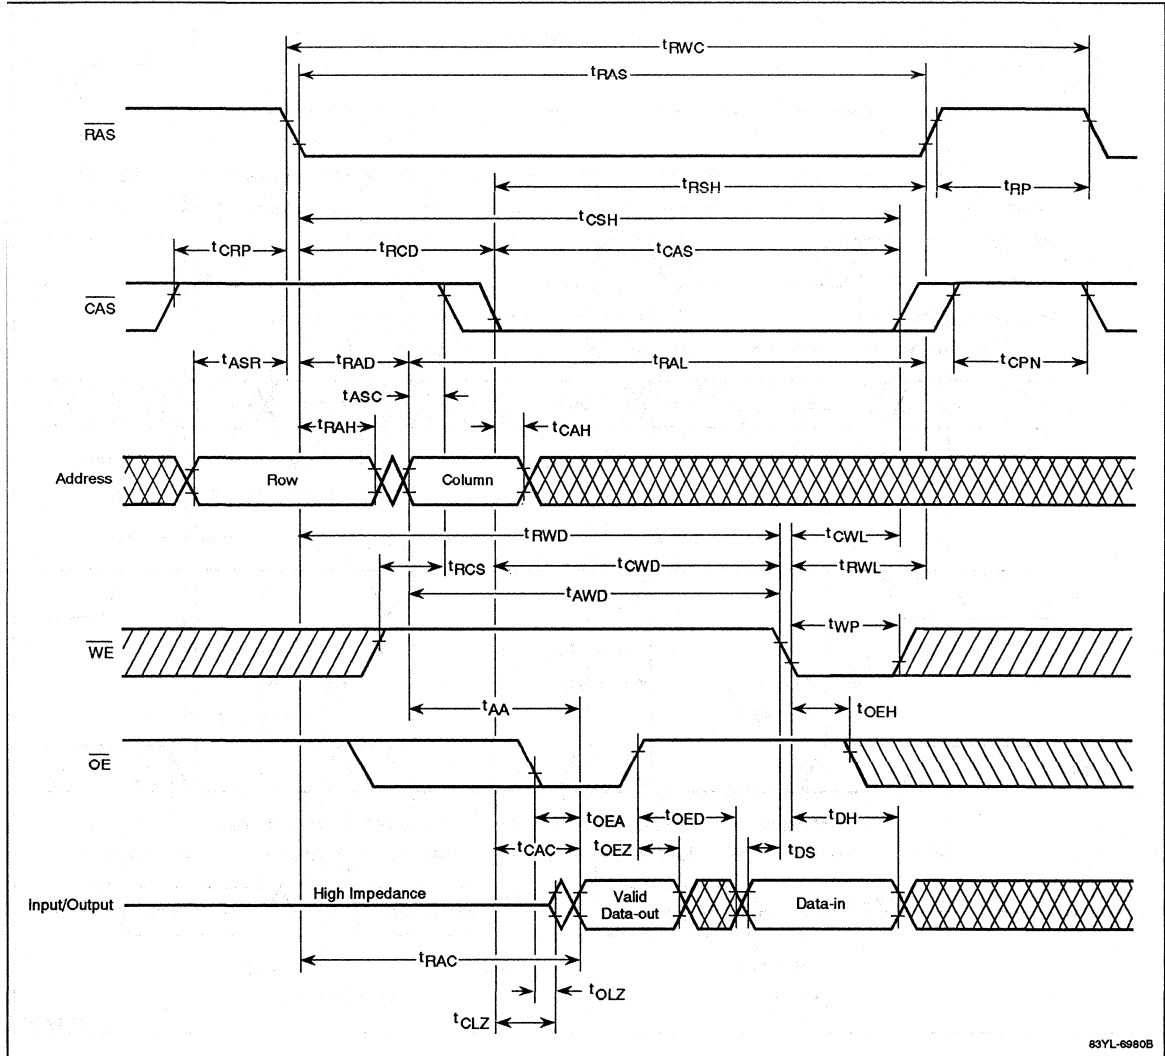 tRWC
tRAS
RAS
tRSH
tRP
tCSH
tCRP
tRCD
tCAS
CAS
tASR
tRAD
tRAL
tCPN
tASC
tRAH
tCAH
Address
Row
Column
tRWD
tCWL
tRCS
tCWD
tRWL
tAWD
tWP
WE
tAA
tOEH
OE
tOEA
tOED
tDH
tCAC
tOEZ
tDS
High Impedance
Input/Output
Valid
Data-out
Data-in
tRAC
tOLZ
tCLZ
83YL-6980B